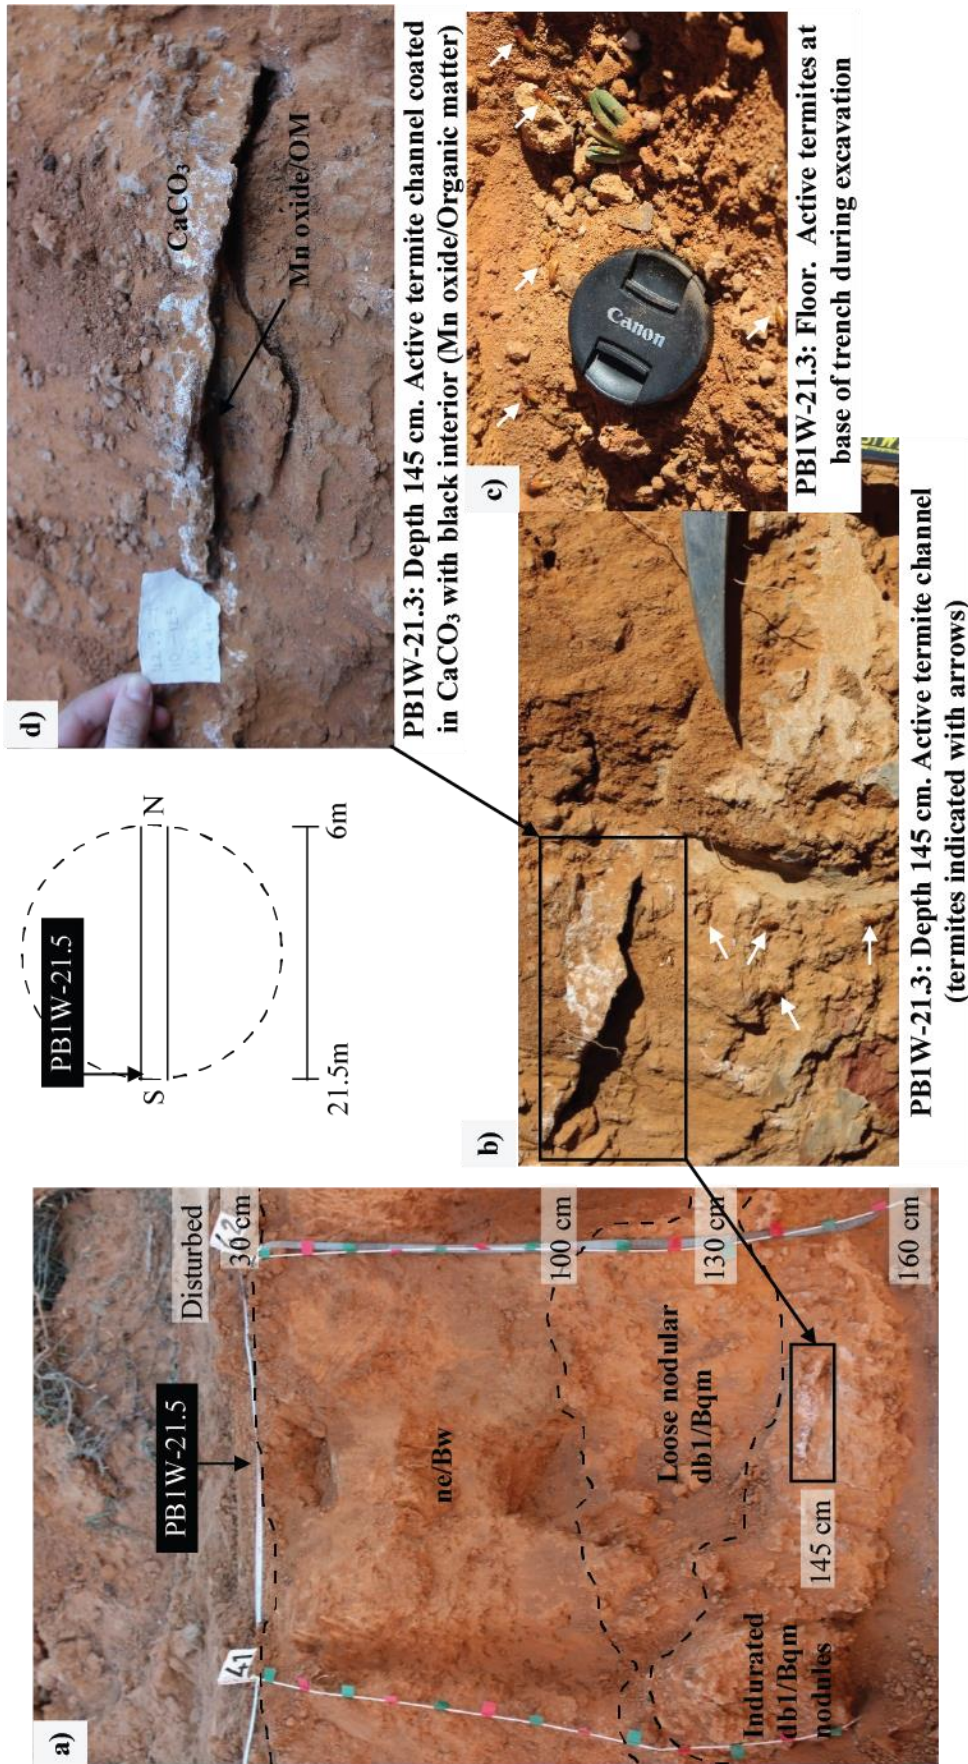 a)
PB1W-21.5
Disturbed
41
42
30 cm
ne/Bw
100 cm
Loose nodular
db1/Bqm
130 cm
Indurated
db1/Bqm
nodules
145 cm
160 cm
PB1W-21.5
S
N
21.5m
6m
b)
PB1W-21.3: Depth 145 cm. Active termite channel
(termites indicated with arrows)
c)
Canon
PB1W-21.3: Floor. Active termites at
base of trench during excavation
d)
CaCO₃
Mn oxide/OM
PB1W-21.3: Depth 145 cm. Active termite channel coated
in CaCO₃ with black interior (Mn oxide/Organic matter)